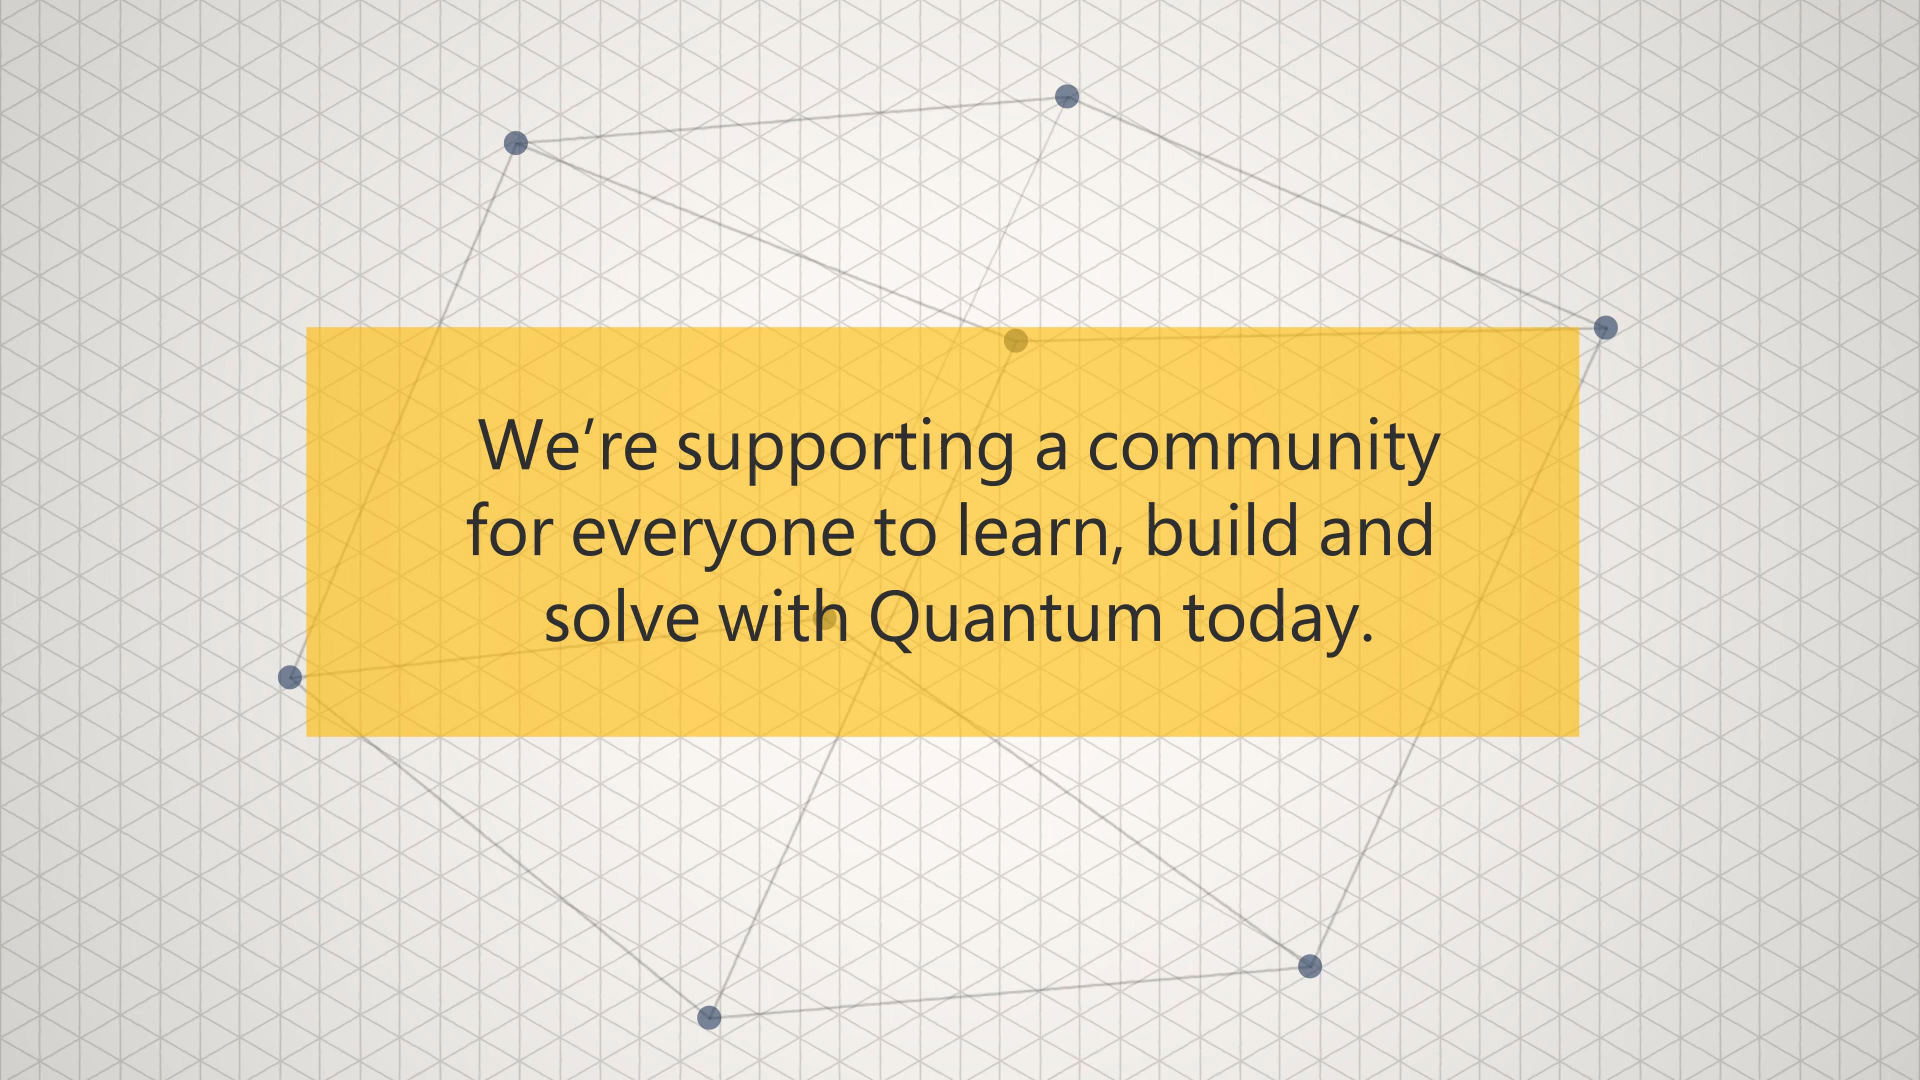 We’re supporting a community
for everyone to learn, build and
solve with Quantum today.